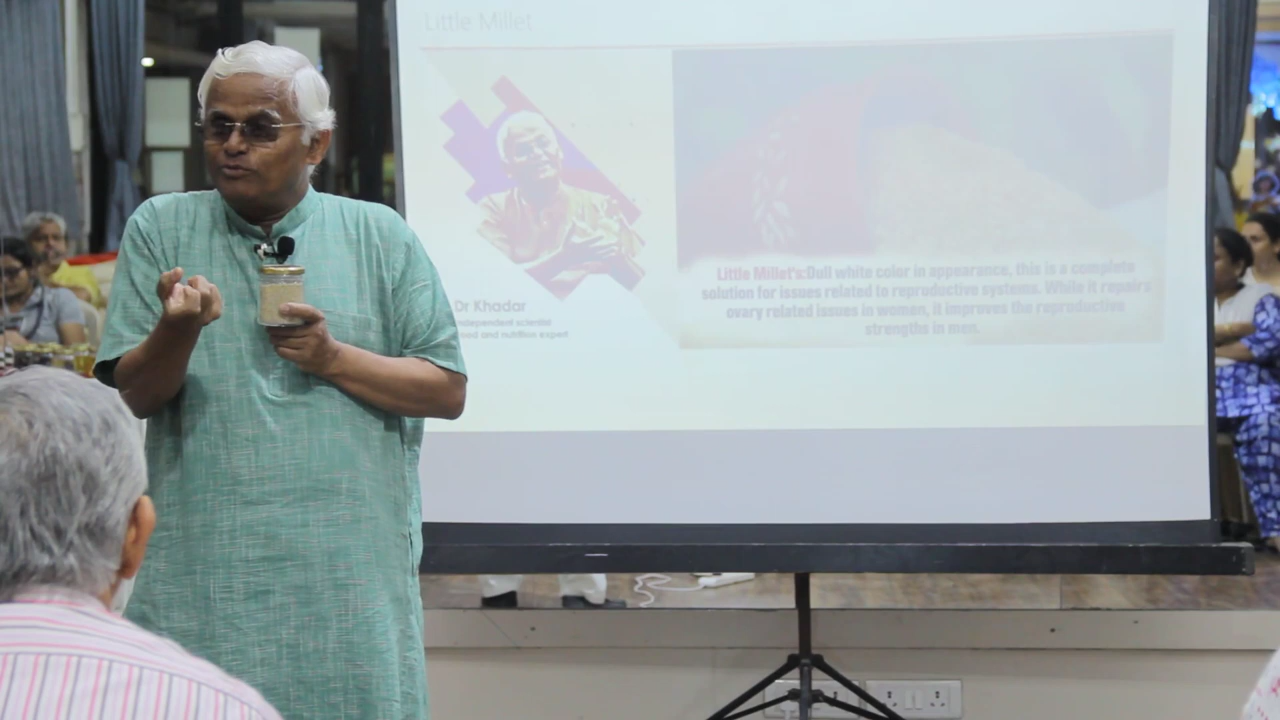 Little Millet
Little Millet's:Dull white color in appearance, this is a complete
solution for issues related to reproductive systems. While it repairs
ovary related issues in women, it improves the reproductive
strengths in men.
Dr Khadar
Independent scientist
food and nutrition expert